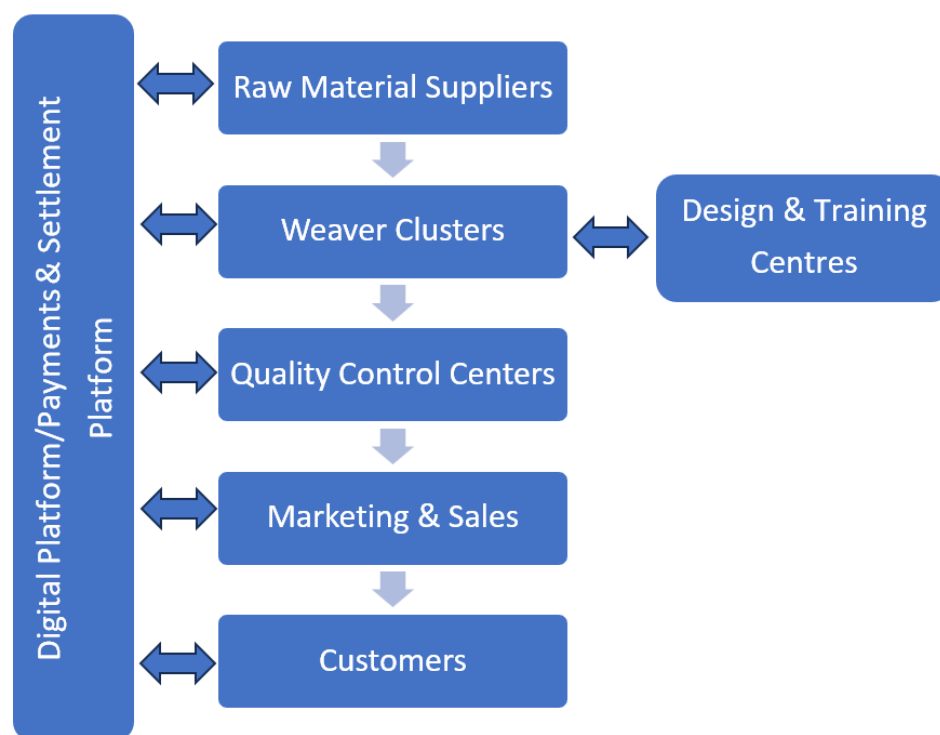 Digital Platform/Payments & Settlement
Platform
Raw Material Suppliers
Weaver Clusters
Design & Training
Centres
Quality Control Centers
Marketing & Sales
Customers